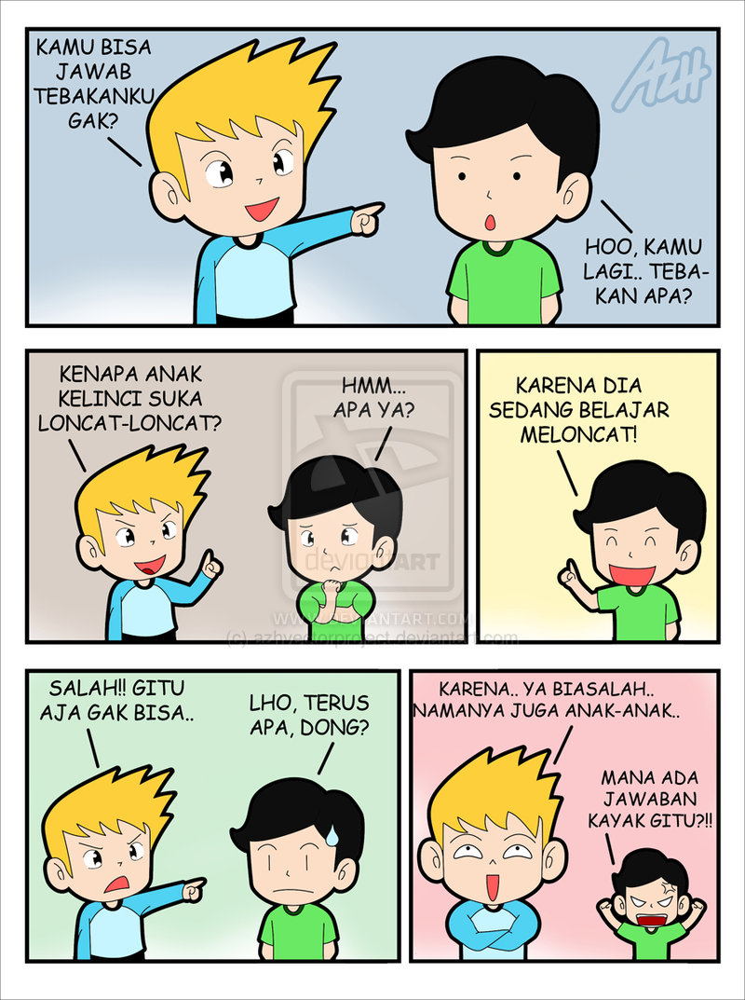 KAMU BISA
JAWAB
TEBAKANKU
GAK?
AZH
HOO, KAMU
LAGI.. TEBA-
KAN APA?
KENAPA ANAK
KELINCI SUKA
LONCAT-LONCAT?
HMM...
APA YA?
KARENA DIA
SEDANG BELAJAR
MELONCAT!
deviantART
WWW.DEVIANTART.COM
(c) azhvectorproject.deviantart.com
SALAH!! GITU
AJA GAK BISA..
LHO, TERUS
APA, DONG?
KARENA.. YA BIASALAH..
NAMANYA JUGA ANAK-ANAK..
MANA ADA
JAWABAN
KAYAK GITU?!!